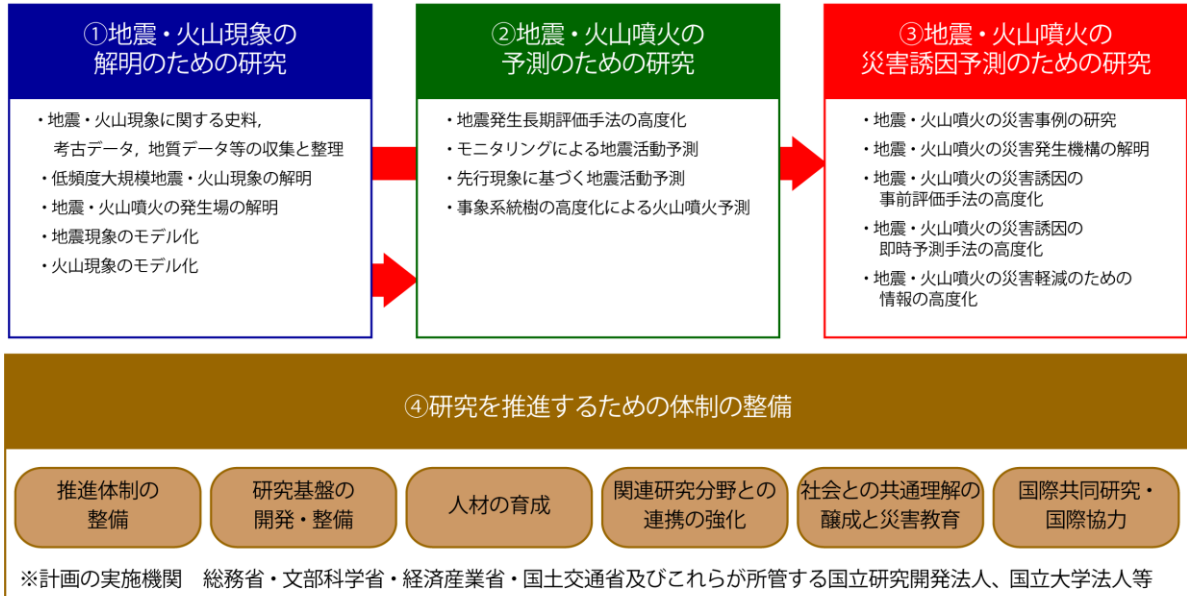 ①地震・火山現象の
解明のための研究
・地震・火山現象に関する史料,
考古データ, 地質データ等の収集と整理
・低頻度大規模地震・火山現象の解明
・地震・火山噴火の発生場の解明
・地震現象のモデル化
・火山現象のモデル化
②地震・火山噴火の
予測のための研究
・地震発生長期評価手法の高度化
・モニタリングによる地震活動予測
・先行現象に基づく地震活動予測
・事象系統樹の高度化による火山噴火予測
③地震・火山噴火の
災害誘因予測のための研究
・地震・火山噴火の災害事例の研究
・地震・火山噴火の災害発生機構の解明
・地震・火山噴火の災害誘因の
事前評価手法の高度化
・地震・火山噴火の災害誘因の
即時予測手法の高度化
・地震・火山噴火の災害軽減のための
情報の高度化
④研究を推進するための体制の整備
推進体制の
整備
研究基盤の
開発・整備
人材の育成
関連研究分野との
連携の強化
社会との共通理解の
醸成と災害教育
国際共同研究・
国際協力
※計画の実施機関　総務省・文部科学省・経済産業省・国土交通省及びこれらが所管する国立研究開発法人、国立大学法人等